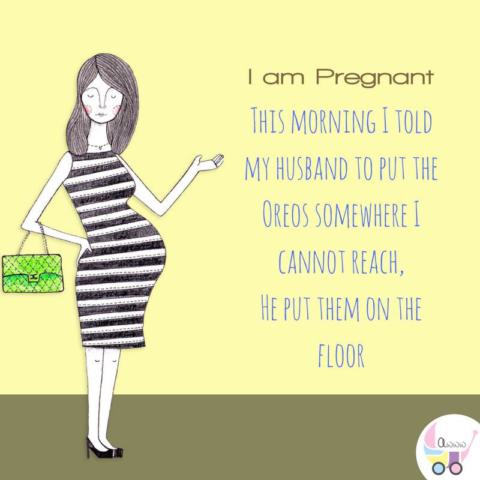 I am Pregnant
THIS MORNING I TOLD
MY HUSBAND TO PUT THE
OREOS SOMEWHERE I
CANNOT REACH,
HE PUT THEM ON THE
FLOOR
awww